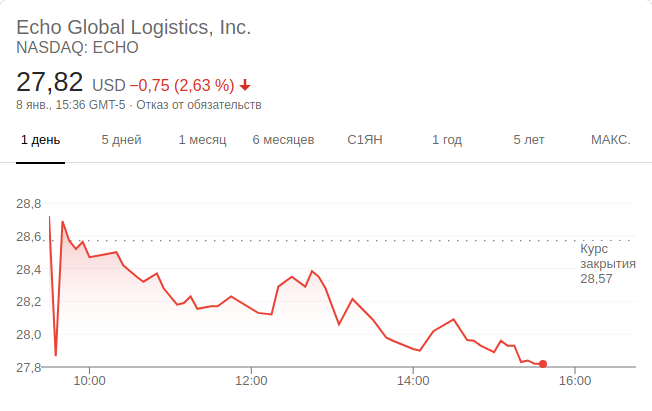 Echo Global Logistics, Inc.
NASDAQ: ECHO
27,82 USD −0,75 (2,63 %)
8 янв., 15:36 GMT-5 · Отказ от обязательств
1 день 5 дней 1 месяц 6 месяцев С1ЯН 1 год 5 лет МАКС.
28,8
28,6
Курс
закрытия
28,57
28,4
28,2
28,0
27,8
10:00 12:00 14:00 16:00